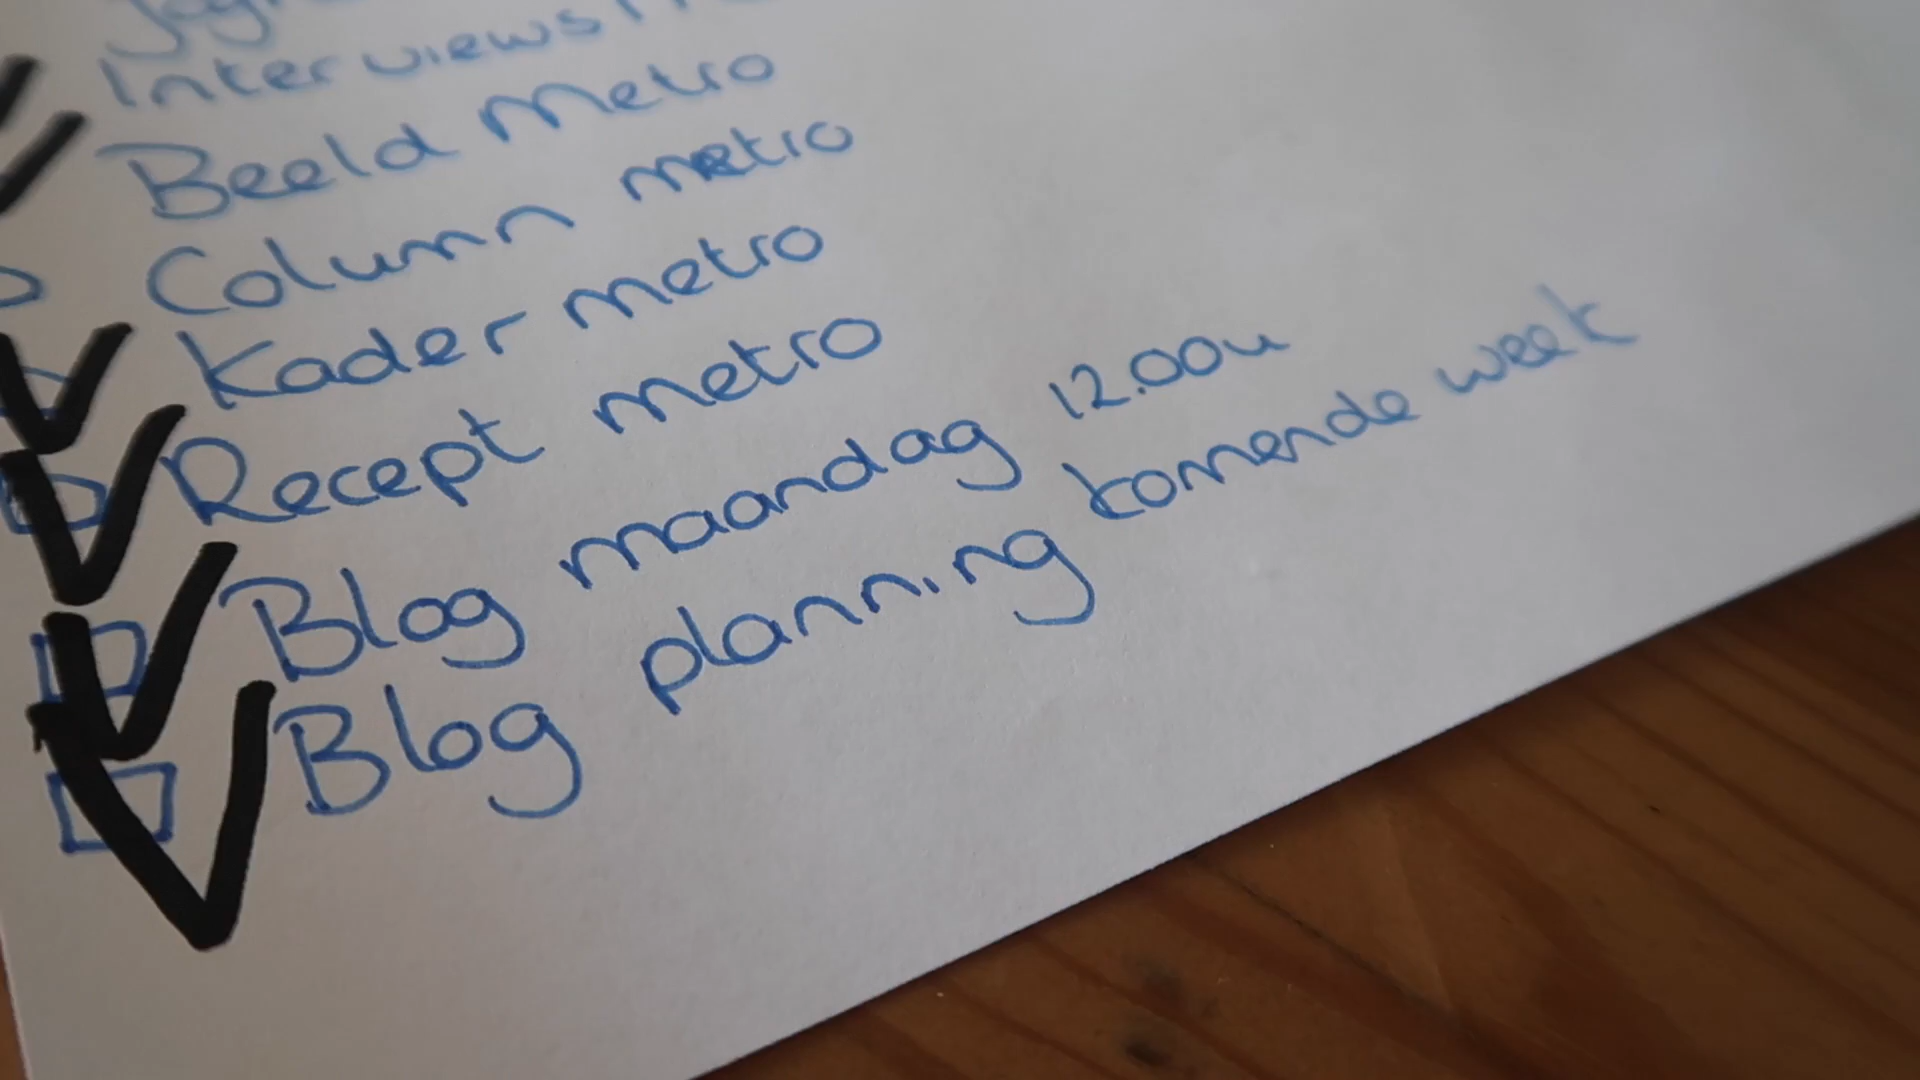 Interviews
Beeld metro
Column metro
Kader metro
Recept metro
Blog maandag 12.00u
Blog planning komende week